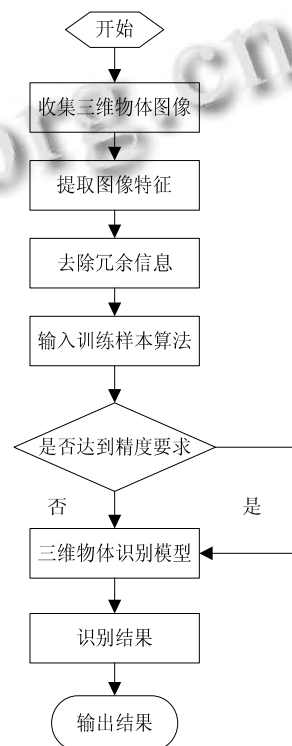 org.cn
开始
收集三维物体图像
提取图像特征
去除冗余信息
输入训练样本算法
是否达到精度要求
否
是
三维物体识别模型
识别结果
输出结果